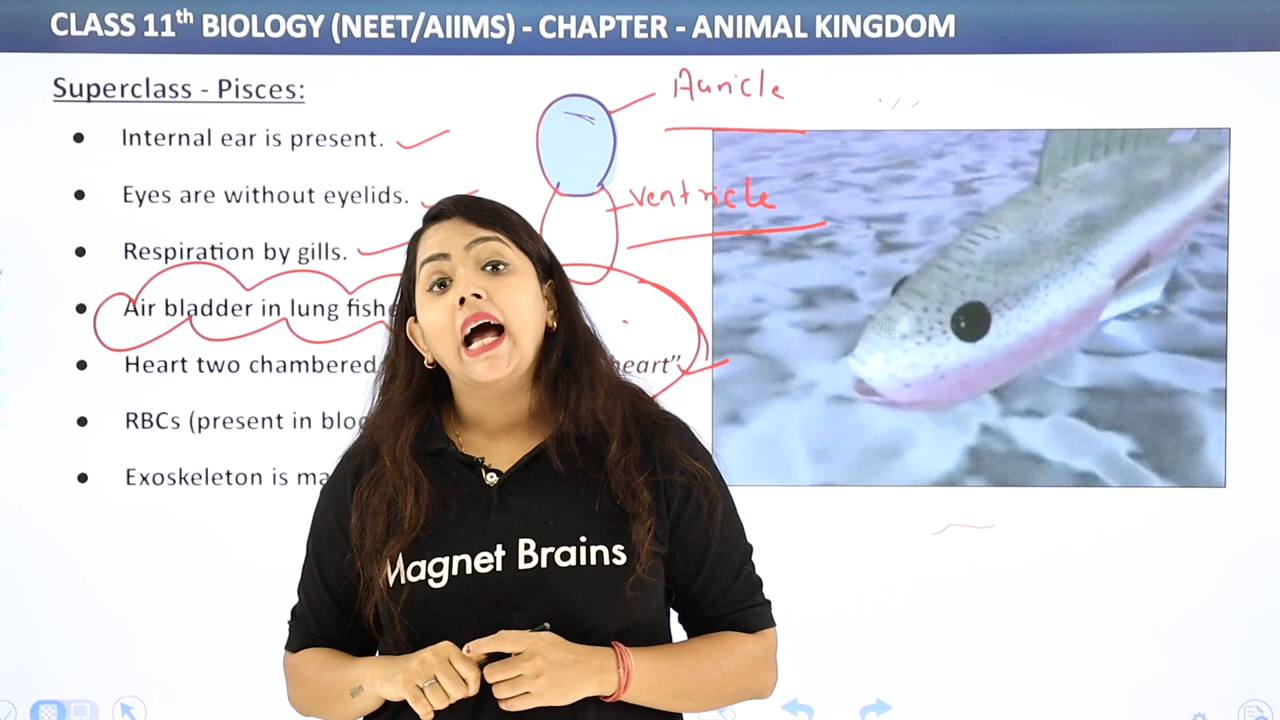 CLASS 11th BIOLOGY (NEET/AIIMS) - CHAPTER - ANIMAL KINGDOM
Superclass - Pisces:
Auricle
• Internal ear is present.
• Eyes are without eyelids.
ventricle
• Respiration by gills.
• Air bladder in lung fishe
• Heart two chambered heart"
• RBCs (present in bloo
• Exoskeleton is ma
Magnet Brains